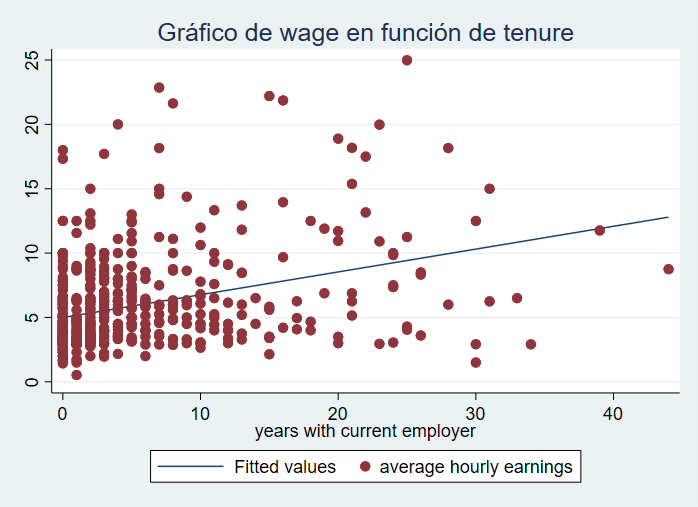 Gráfico de wage en función de tenure
25
20
15
10
5
0
0 10 20 30 40
years with current employer
Fitted values average hourly earnings